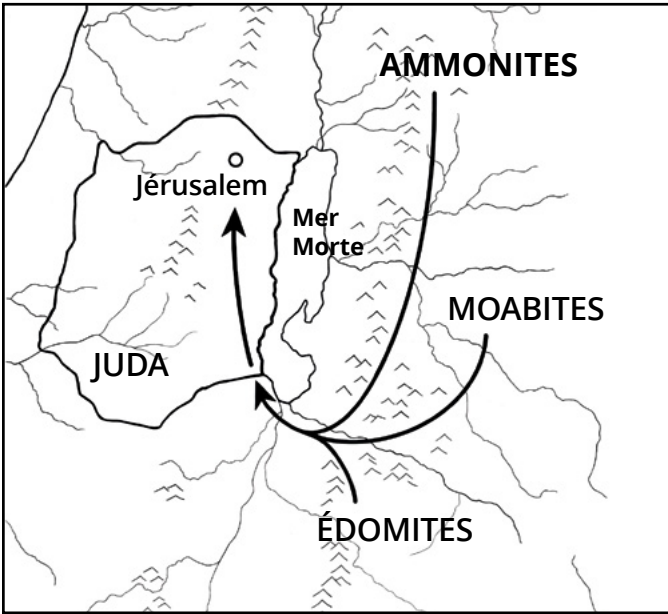 AMMONITES
Jérusalem
Mer
Morte
MOABITES
JUDA
ÉDOMITES